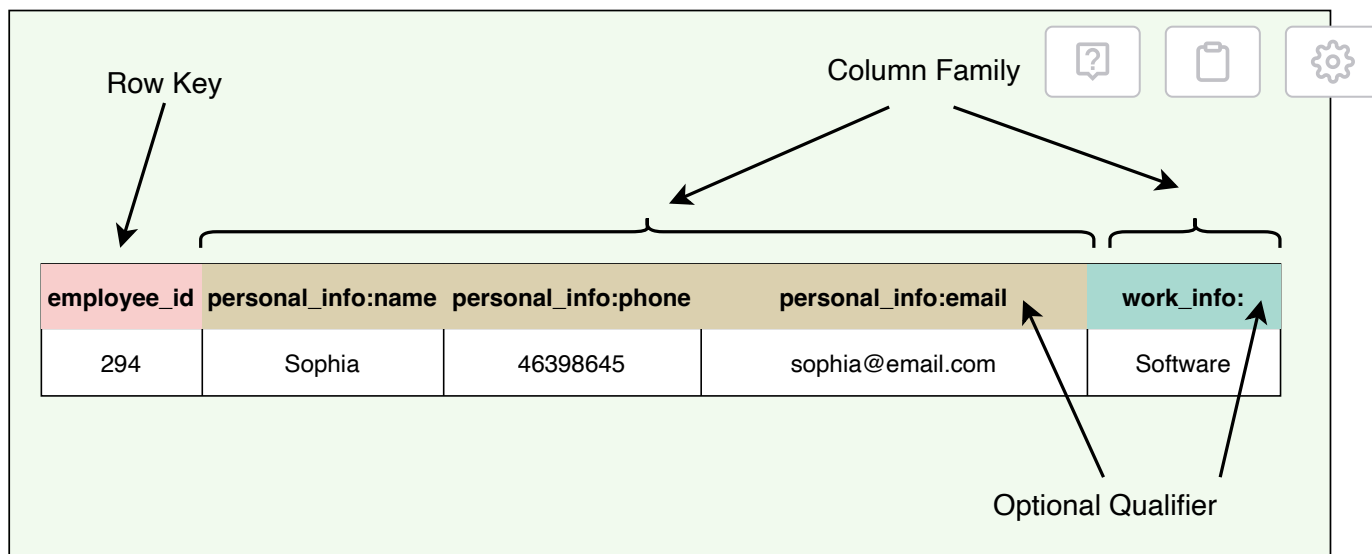 Row Key
Column Family
employee_id personal_info:name personal_info:phone personal_info:email work_info:
294 Sophia 46398645 sophia@email.com Software
Optional Qualifier